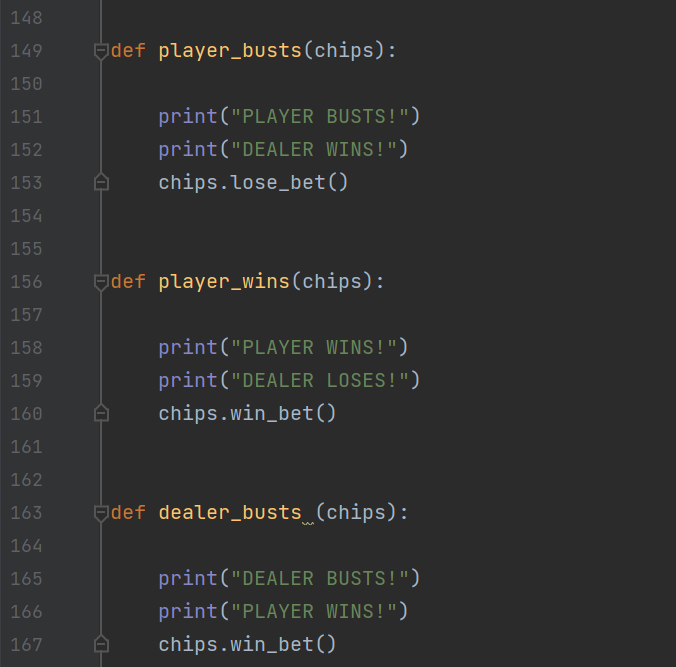 148
149 def player_busts(chips):
150
151     print("PLAYER BUSTS!")
152     print("DEALER WINS!")
153     chips.lose_bet()
154
155
156 def player_wins(chips):
157
158     print("PLAYER WINS!")
159     print("DEALER LOSES!")
160     chips.win_bet()
161
162
163 def dealer_busts (chips):
164
165     print("DEALER BUSTS!")
166     print("PLAYER WINS!")
167     chips.win_bet()